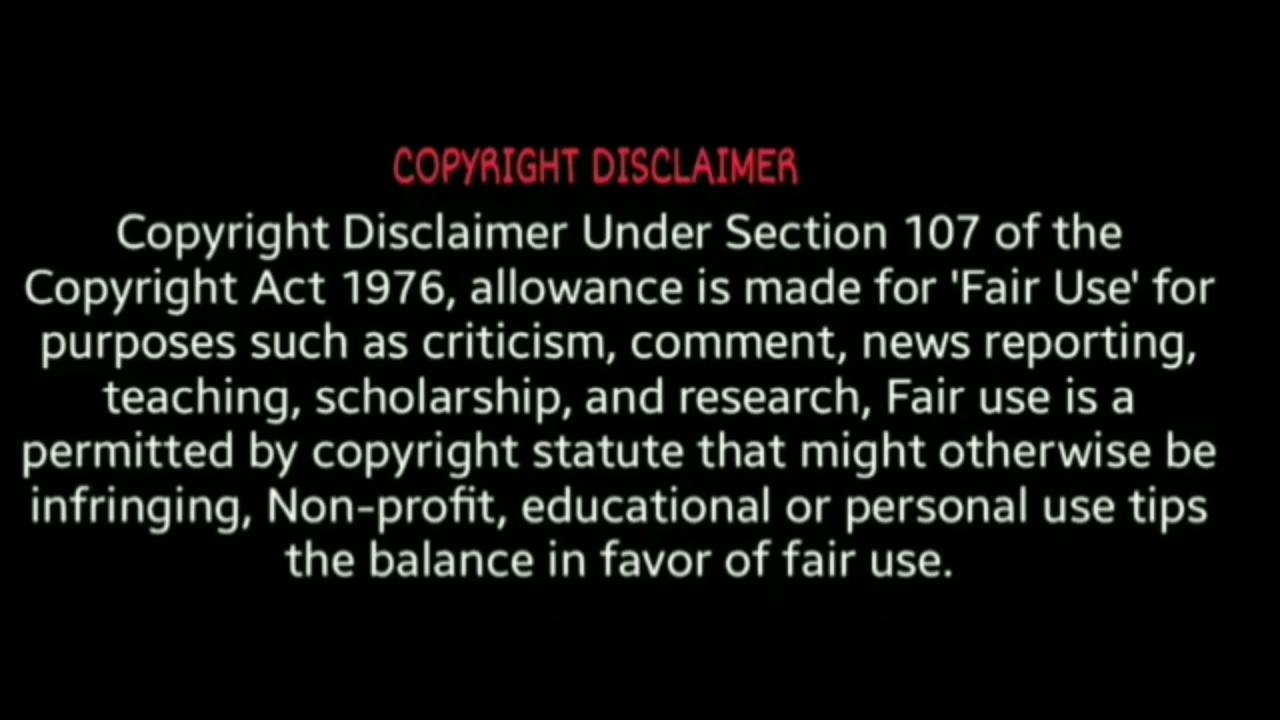 COPYRIGHT DISCLAIMER
Copyright Disclaimer Under Section 107 of the
Copyright Act 1976, allowance is made for 'Fair Use' for
purposes such as criticism, comment, news reporting,
teaching, scholarship, and research, Fair use is a
permitted by copyright statute that might otherwise be
infringing, Non-profit, educational or personal use tips
the balance in favor of fair use.